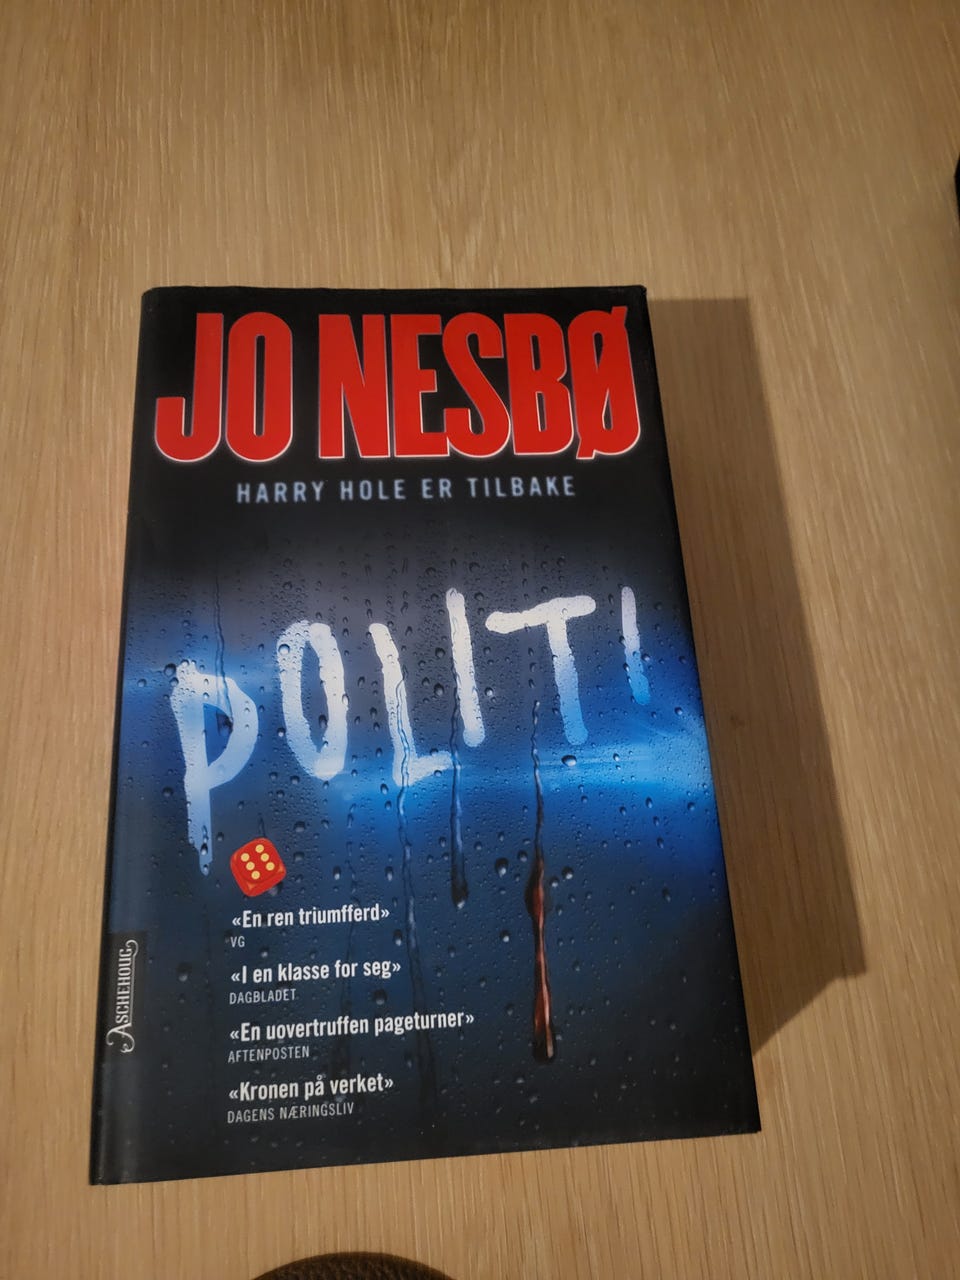 JO NESBØ
HARRY HOLE ER TILBAKE
POLITI
«En ren triumfferd»
VG
«I en klasse for seg»
DAGBLADET
«En uovertruffen pageturner»
AFTENPOSTEN
«Kronen på verket»
DAGENS NÆRINGSLIV
ASCHEHOUG